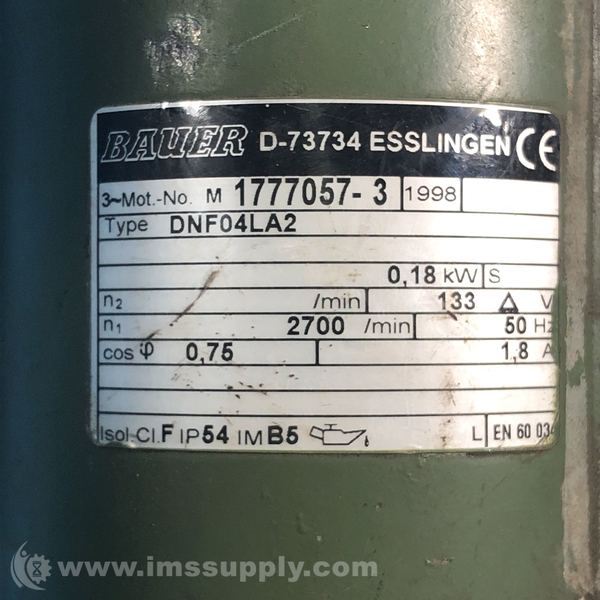 BAUER D-73734 ESSLINGEN CE
3~Mot.-No. M 1777057-3 1998
Type DNF04LA2
0,18 kW S
n2 /min 133 △ V
n1 2700 /min 50 Hz
cos φ 0,75 1,8 A
Isol-Cl. F IP 54 IM B5 L EN 60 034
www.imssupply.com